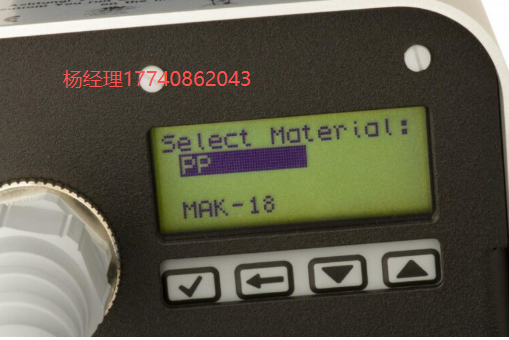 杨经理17740862043
Select Material:
PP
MAK-18